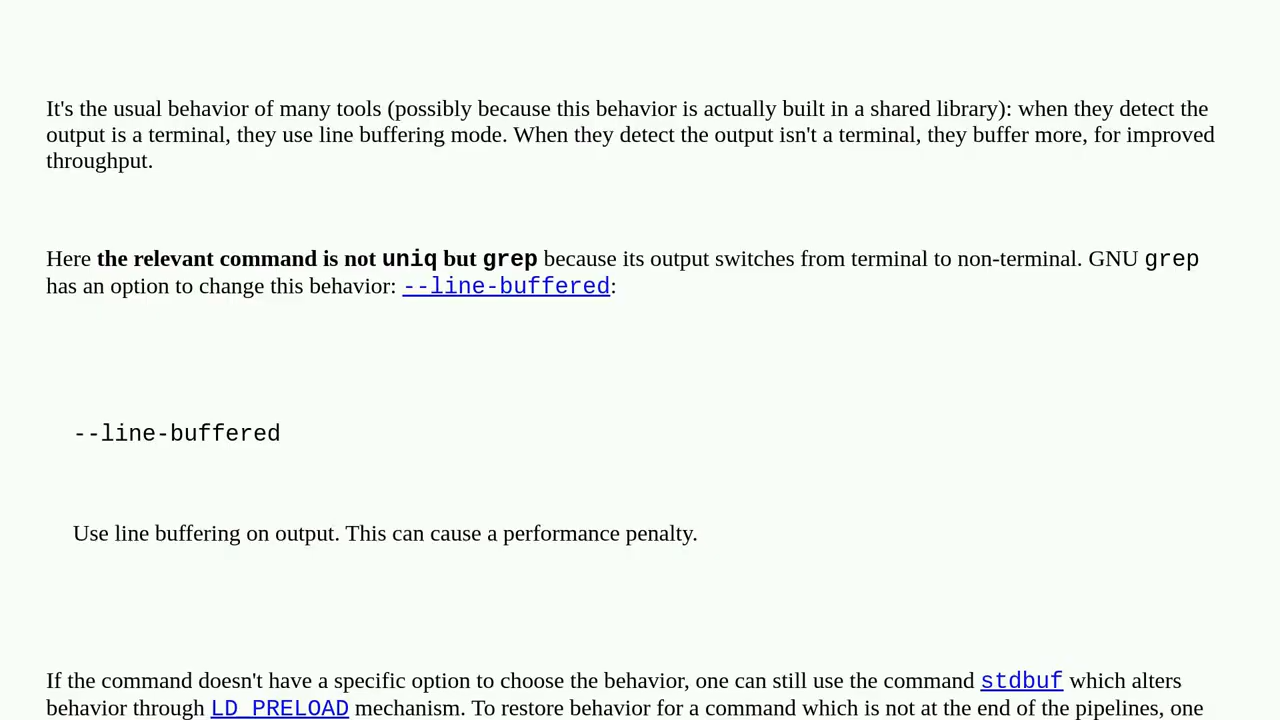 It's the usual behavior of many tools (possibly because this behavior is actually built in a shared library): when they detect the
output is a terminal, they use line buffering mode. When they detect the output isn't a terminal, they buffer more, for improved
throughput.
Here the relevant command is not uniq but grep because its output switches from terminal to non-terminal. GNU grep
has an option to change this behavior: --line-buffered:
--line-buffered
Use line buffering on output. This can cause a performance penalty.
If the command doesn't have a specific option to choose the behavior, one can still use the command stdbuf which alters
behavior through LD_PRELOAD mechanism. To restore behavior for a command which is not at the end of the pipelines, one